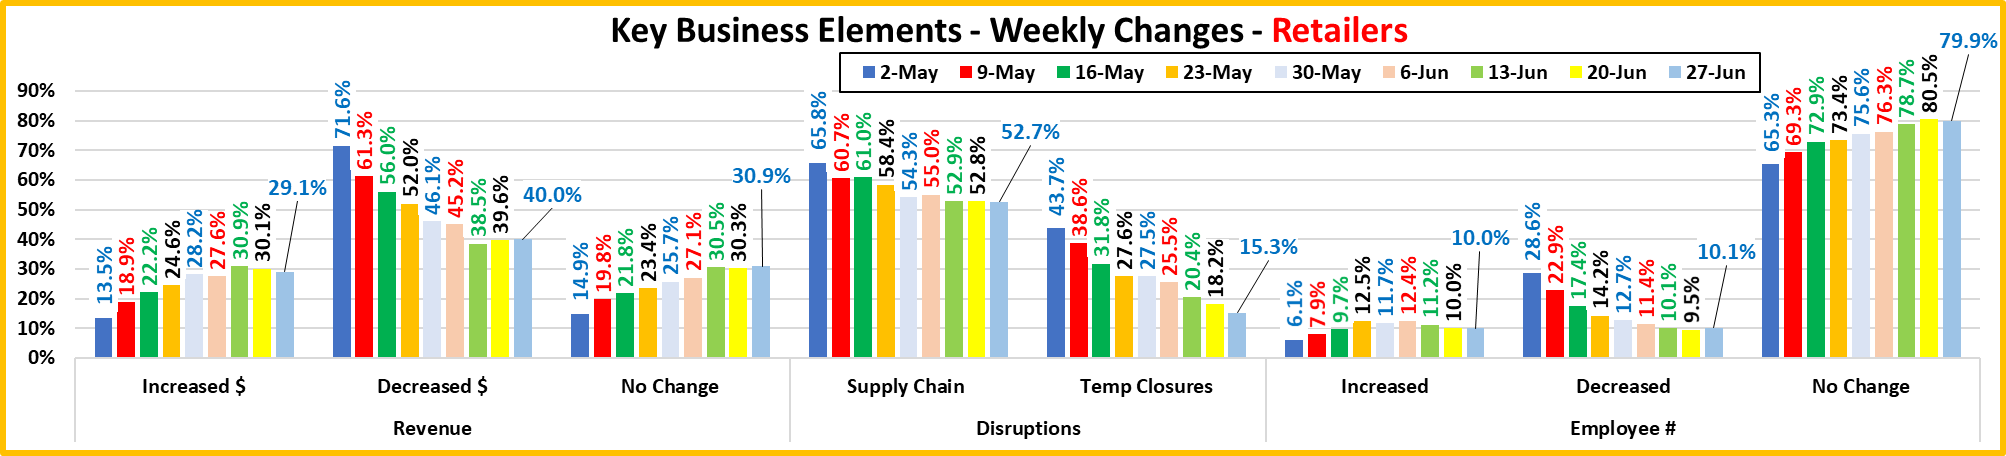 Key Business Elements - Weekly Changes - Retailers
2-May 9-May 16-May 23-May 30-May 6-Jun 13-Jun 20-Jun 27-Jun
90%
80%
70%
60%
50%
40%
30%
20%
10%
0%
13.5% 18.9% 22.2% 24.6% 28.2% 27.6% 30.9% 30.1% 29.1%
71.6% 61.3% 56.0% 52.0% 46.1% 45.2% 38.5% 39.6% 40.0%
14.9% 19.8% 21.8% 23.4% 25.7% 27.1% 30.5% 30.3% 30.9%
65.8% 60.7% 61.0% 58.4% 54.3% 55.0% 52.9% 52.8% 52.7%
43.7% 38.6% 31.8% 27.6% 27.5% 25.5% 20.4% 18.2% 15.3%
6.1% 7.9% 9.7% 12.5% 11.7% 12.4% 11.2% 10.0% 10.0%
28.6% 22.9% 17.4% 14.2% 12.7% 11.4% 10.1% 9.5% 10.1%
65.3% 69.3% 72.9% 73.4% 75.6% 76.3% 78.7% 80.5% 79.9%
Increased $ Decreased $ No Change Supply Chain Temp Closures Increased Decreased No Change
Revenue Disruptions Employee #